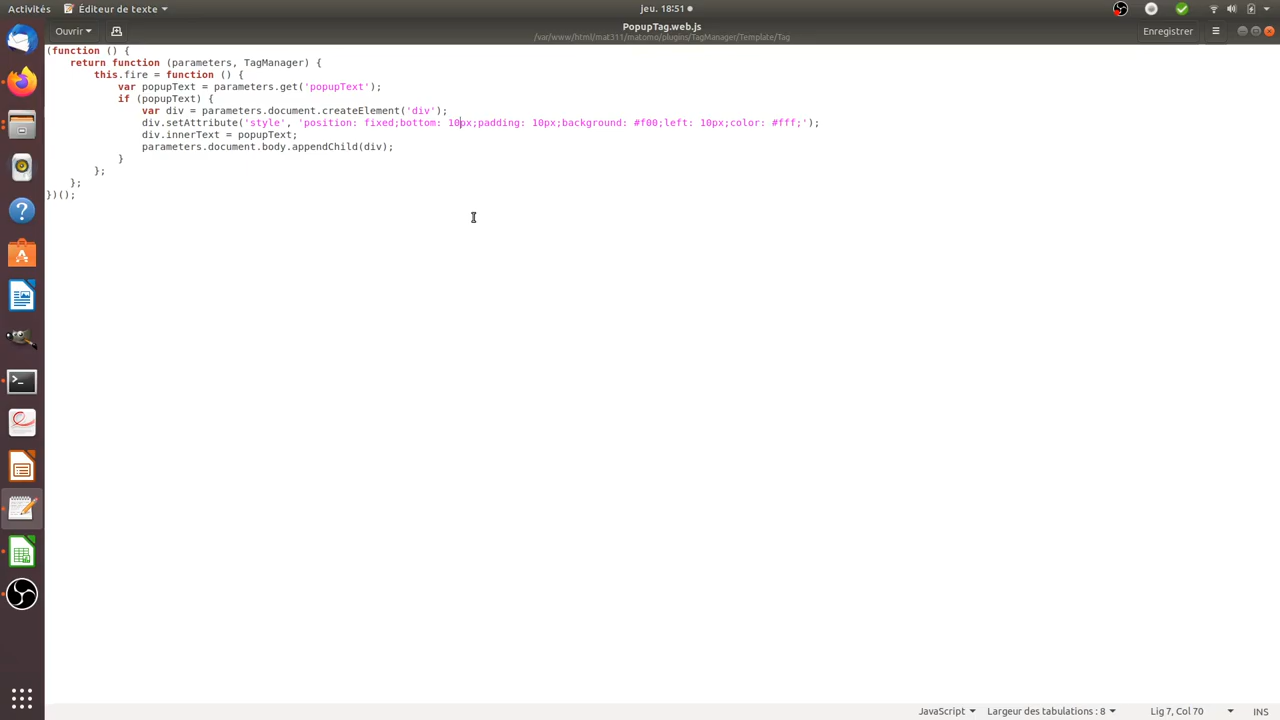 Activités
Éditeur de texte
jeu. 18:51
Ouvrir
PopupTag.web.js
/var/www/html/mat311/matomo/plugins/TagManager/Template/Tag
Enregistrer
(function () {
    return function (parameters, TagManager) {
        this.fire = function () {
            var popupText = parameters.get('popupText');
            if (popupText) {
                var div = parameters.document.createElement('div');
                div.setAttribute('style', 'position: fixed;bottom: 10px;padding: 10px;background: #f00;left: 10px;color: #fff;');
                div.innerText = popupText;
                parameters.document.body.appendChild(div);
            }
        };
    };
})();
JavaScript
Largeur des tabulations : 8
Lig 7, Col 70
INS